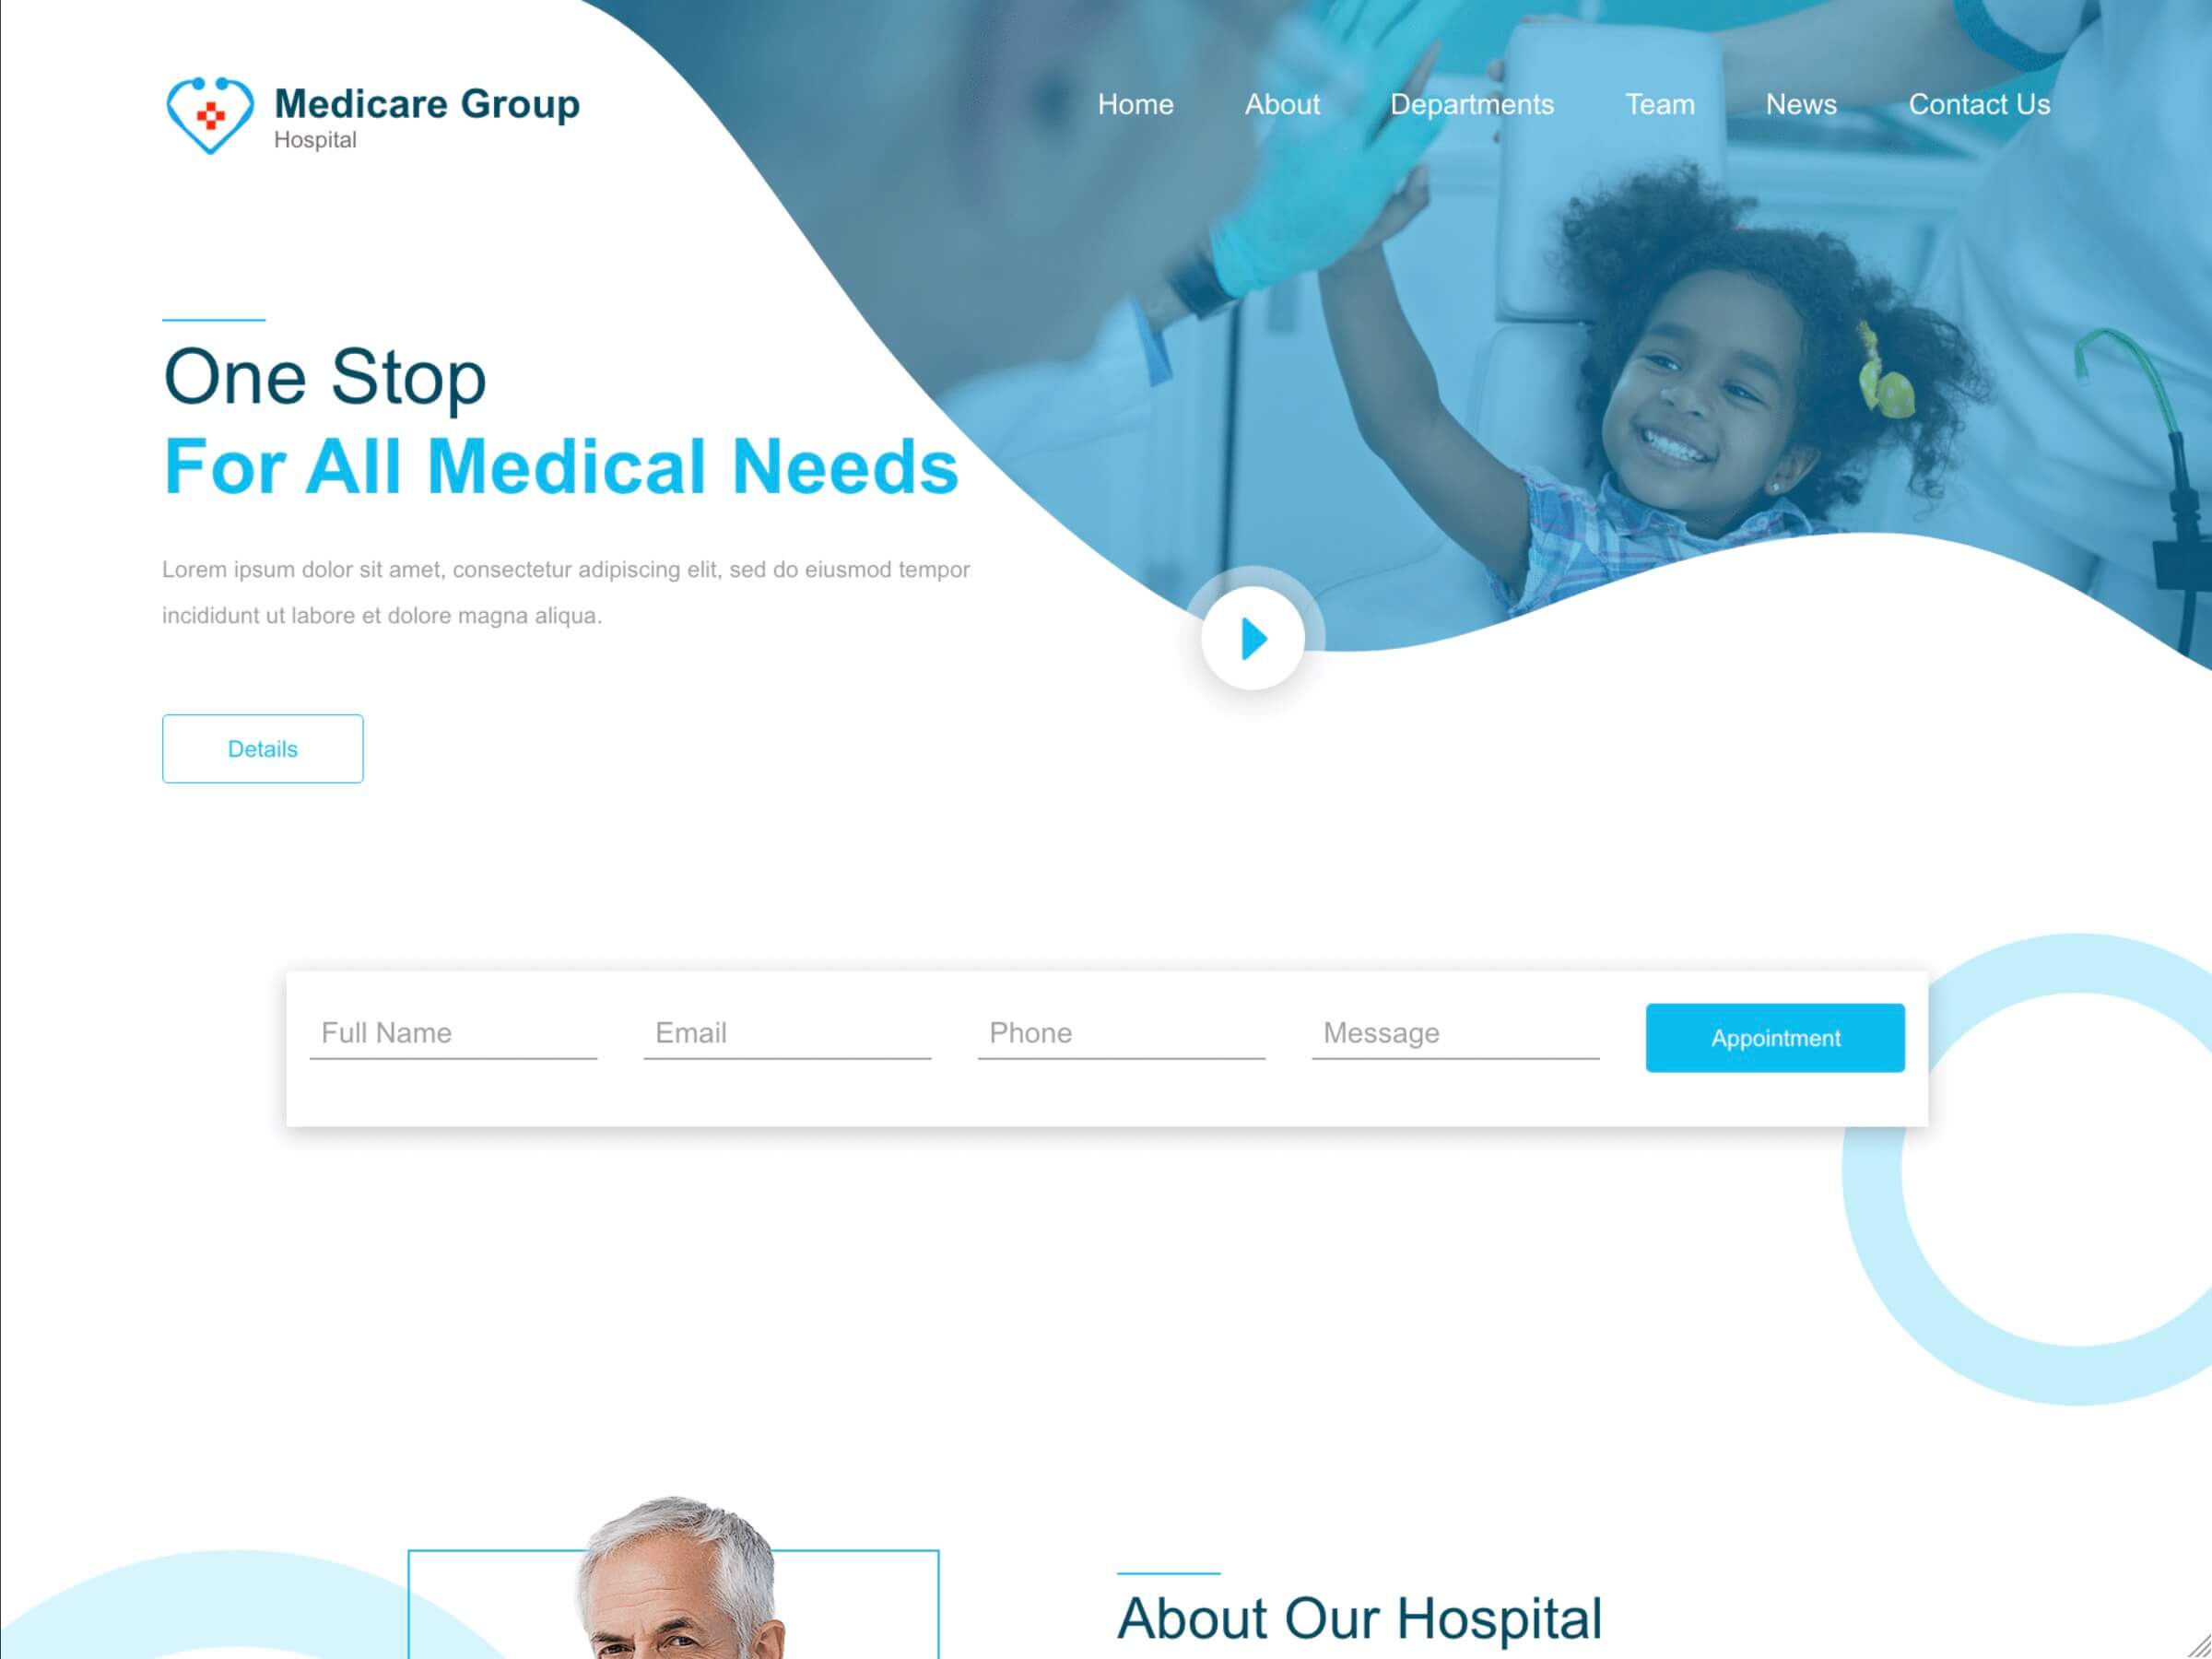 Medicare Group
Hospital
Home About Departments Team News Contact Us
One Stop
For All Medical Needs
Lorem ipsum dolor sit amet, consectetur adipiscing elit, sed do eiusmod tempor
incididunt ut labore et dolore magna aliqua.
Details
Full Name Email Phone Message Appointment
About Our Hospital